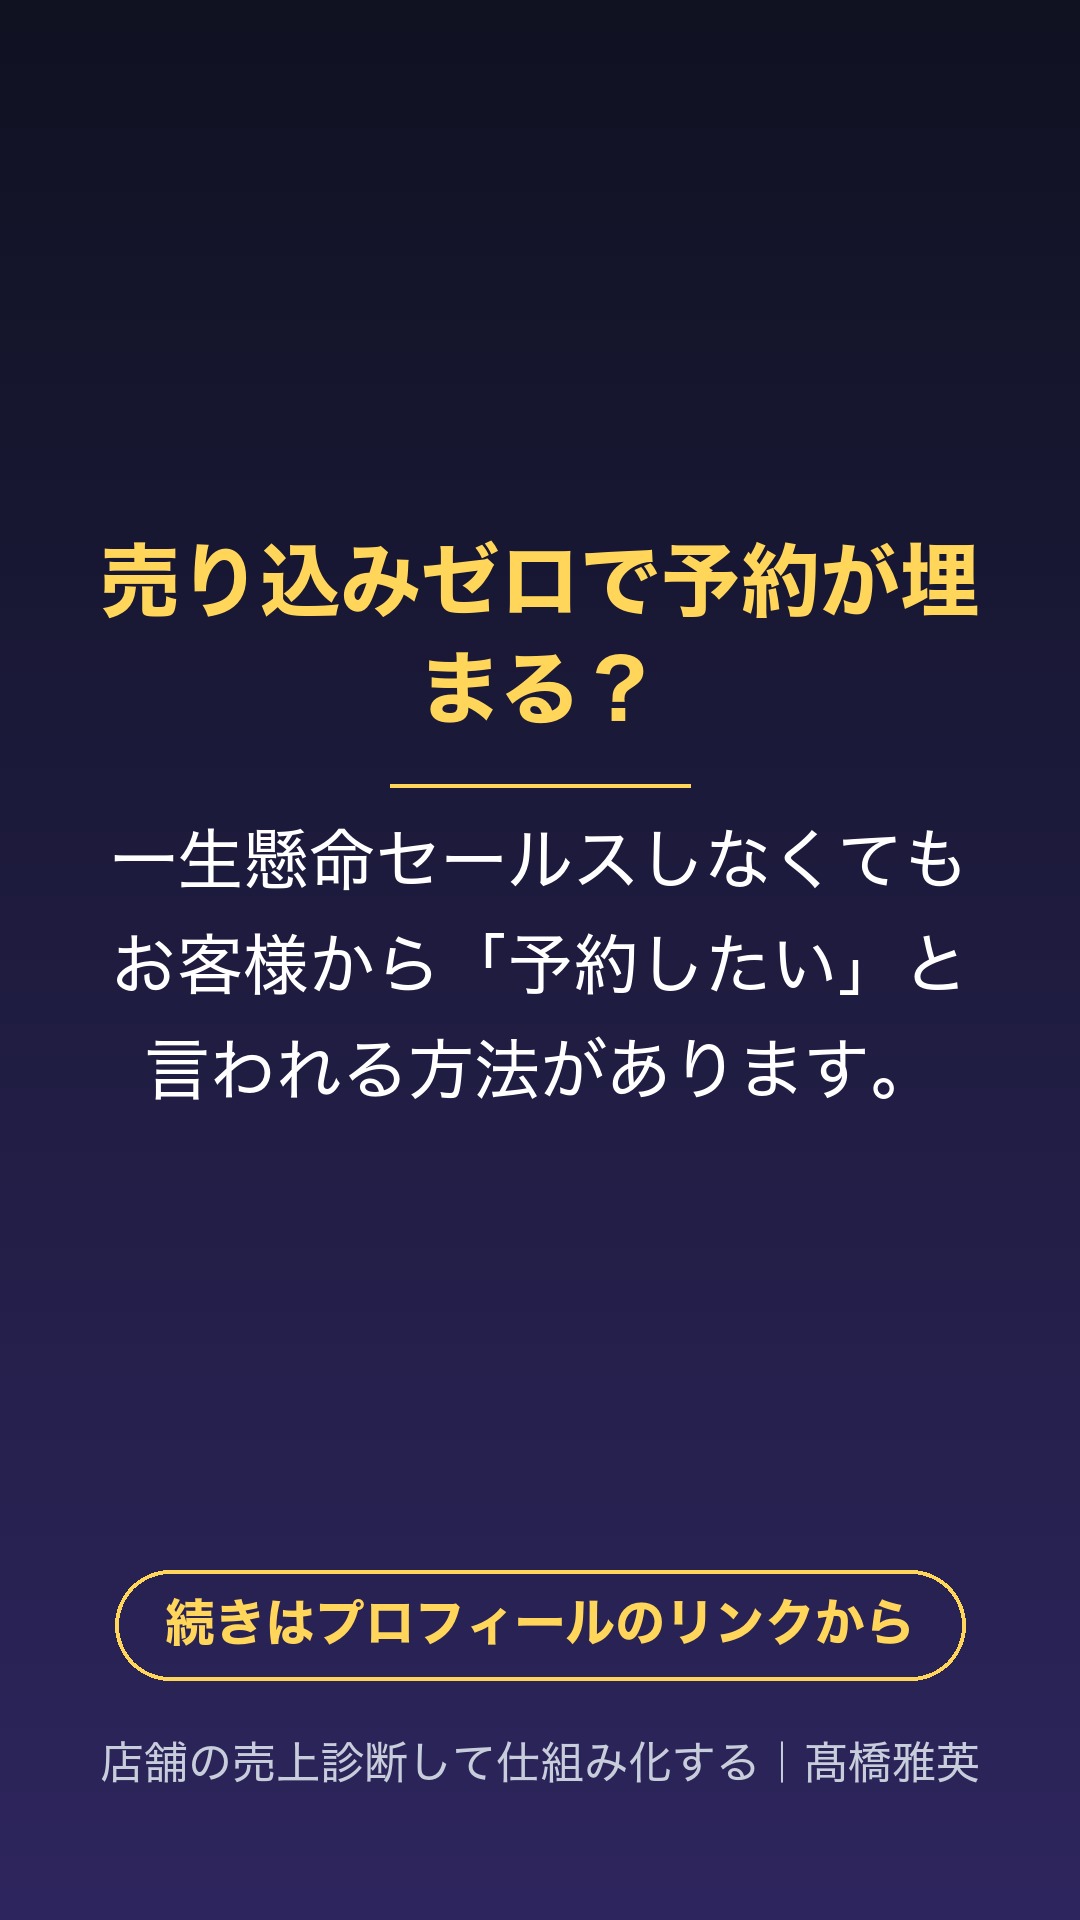 売り込みゼロで予約が埋
まる？
一生懸命セールスしなくても
お客様から「予約したい」と
言われる方法があります。
続きはプロフィールのリンクから
店舗の売上診断して仕組み化する｜髙橋雅英